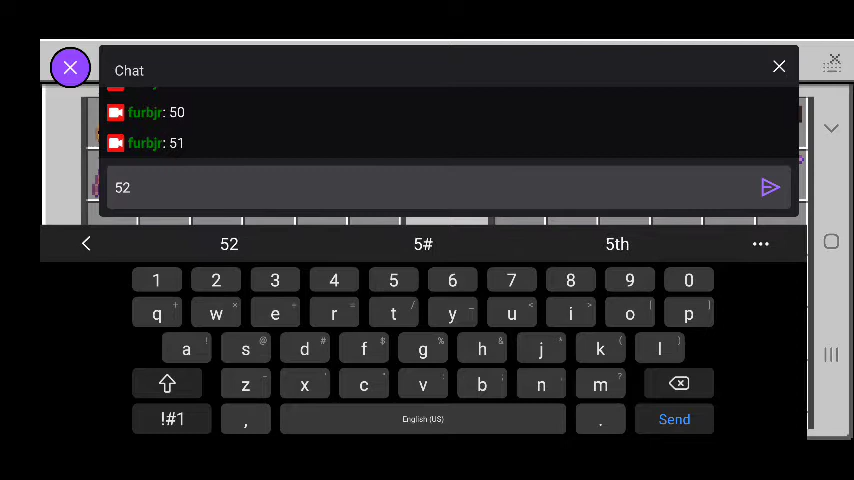 Chat
furbjr: 50
furbjr: 51
52
52 5# 5th
1 2 3 4 5 6 7 8 9 0
q + w × e ÷ r = t / y _ u < i > o [ p ]
a ! s @ d # f $ g % h & j * k ( l )
z - x ' c " v : b ; n , m ?
!#1 , English (US) . Send